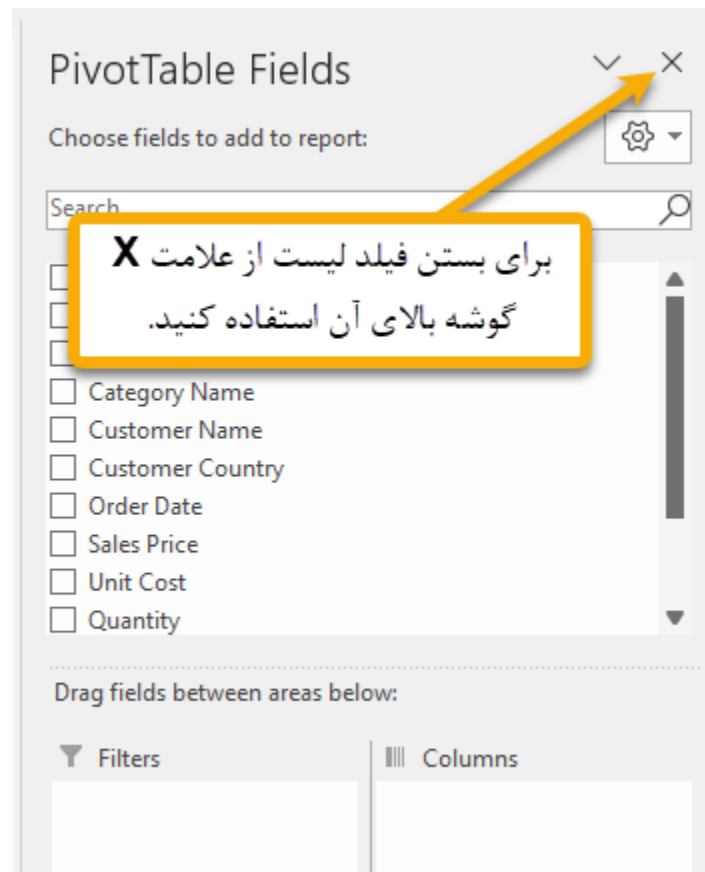 PivotTable Fields
Choose fields to add to report:
Search
برای بستن فیلد لیست از علامت X
گوشه بالای آن استفاده کنید.
Category Name
Customer Name
Customer Country
Order Date
Sales Price
Unit Cost
Quantity
Drag fields between areas below:
Filters
Columns